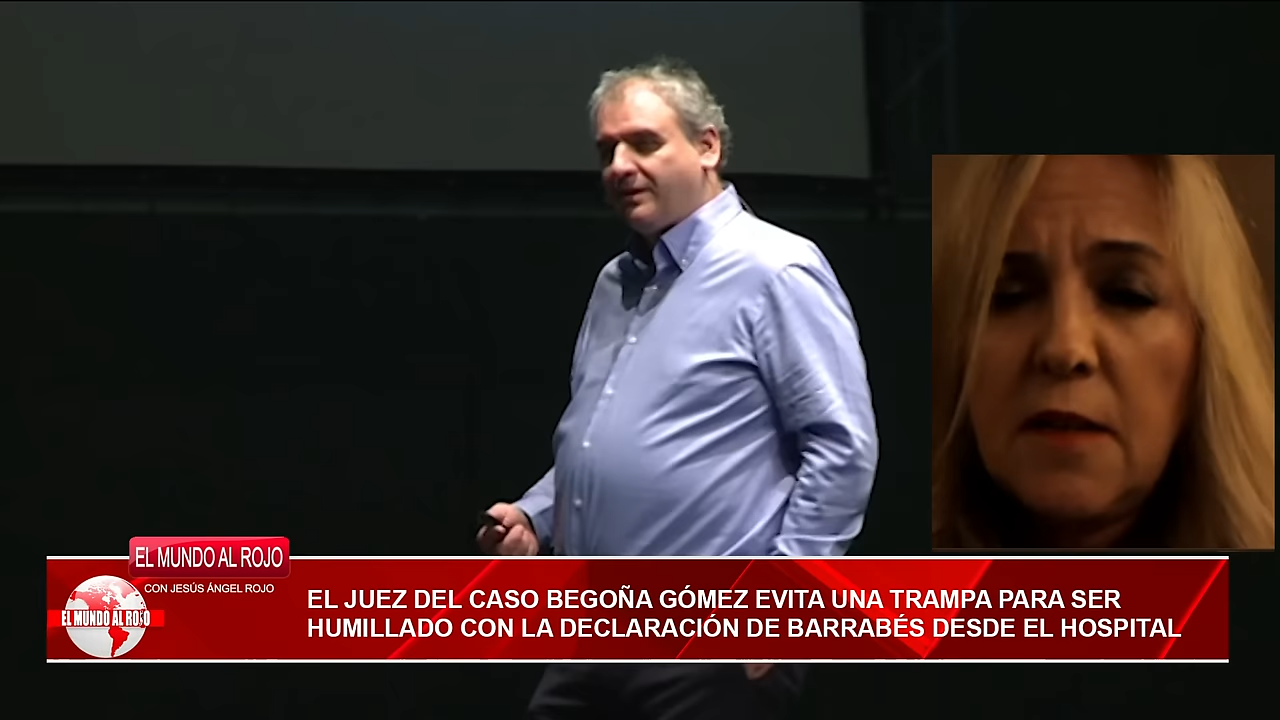 EL MUNDO AL ROJO
CON JESÚS ÁNGEL ROJO
EL MUNDO AL ROJO
EL JUEZ DEL CASO BEGOÑA GÓMEZ EVITA UNA TRAMPA PARA SER
HUMILLADO CON LA DECLARACIÓN DE BARRABÉS DESDE EL HOSPITAL